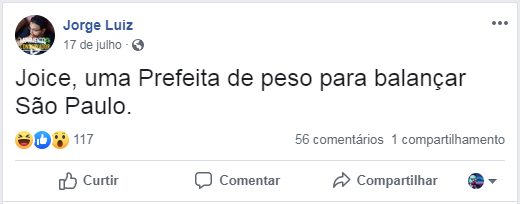 Jorge Luiz
17 de julho ·
Joice, uma Prefeita de peso para balançar
São Paulo.
117 56 comentários 1 compartilhamento
Curtir Comentar Compartilhar